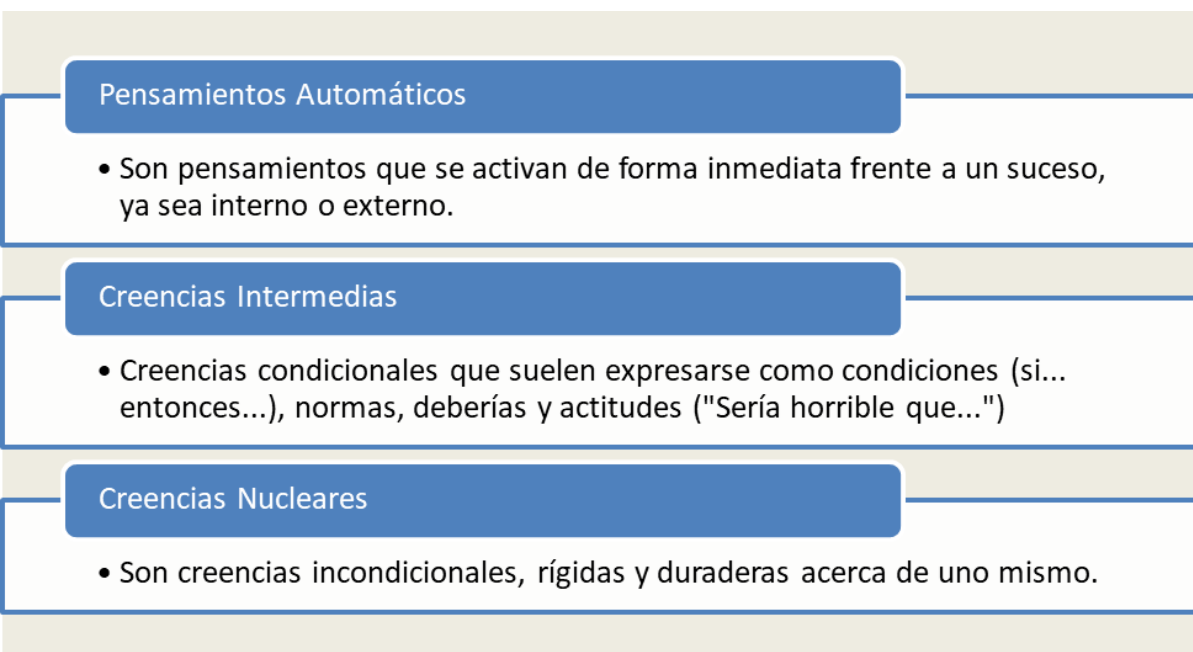 Pensamientos Automáticos
• Son pensamientos que se activan de forma inmediata frente a un suceso,
ya sea interno o externo.
Creencias Intermedias
• Creencias condicionales que suelen expresarse como condiciones (si...
entonces...), normas, deberías y actitudes ("Sería horrible que...")
Creencias Nucleares
• Son creencias incondicionales, rígidas y duraderas acerca de uno mismo.